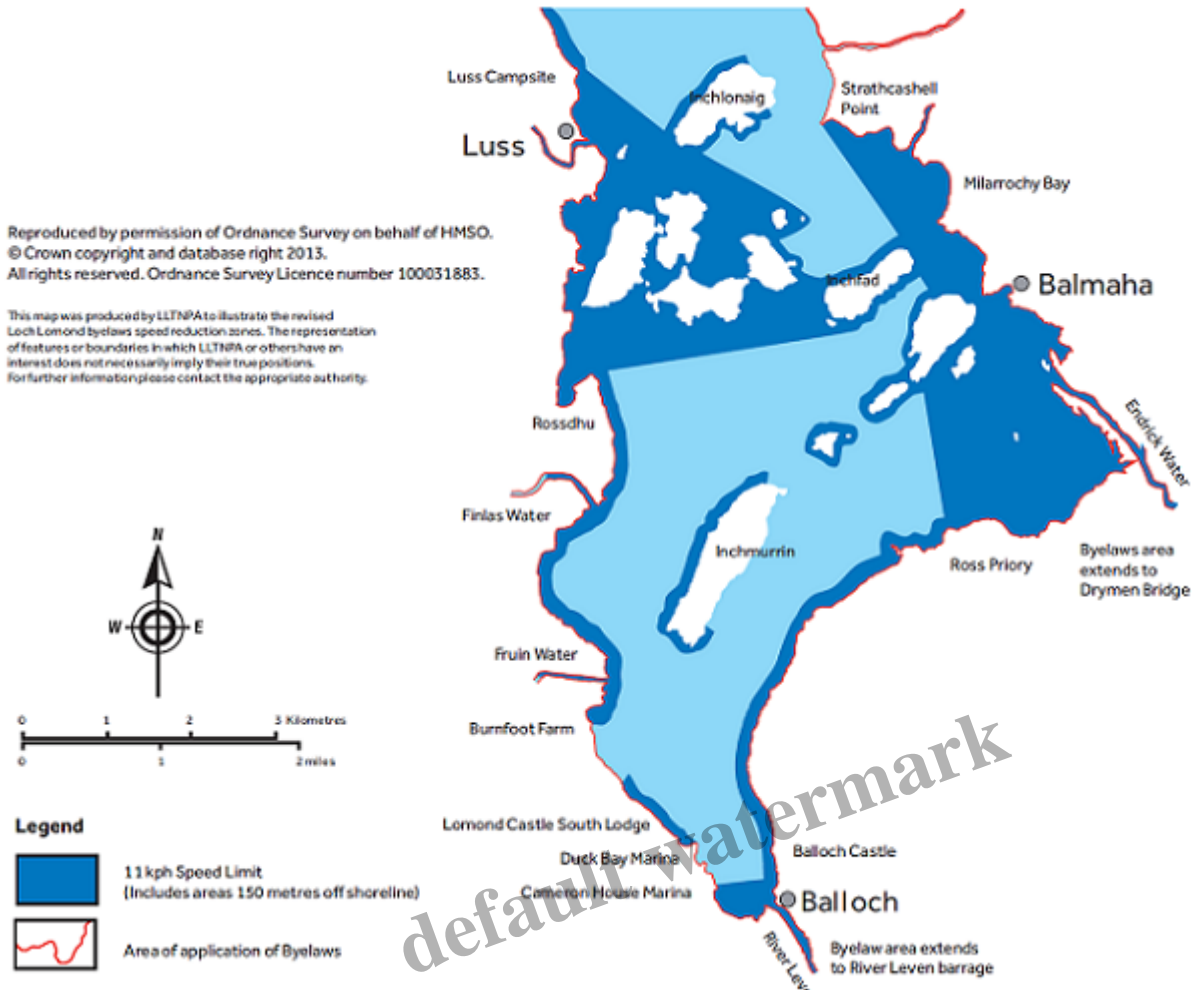 Luss Campsite
Inchlonaig
Strathcashell
Point
Luss
Milarrochy Bay
Reproduced by permission of Ordnance Survey on behalf of HMSO.
© Crown copyright and database right 2013.
All rights reserved. Ordnance Survey Licence number 100031883.
Inchfad
Balmaha
This map was produced by LLTNPA to illustrate the revised
Loch Lomond byelaws speed reduction zones. The representation
of features or boundaries in which LLTNPA or others have an
interest does not necessarily imply their true positions.
For further information please contact the appropriate authority.
Rossdhu
Endrick Water
Finlas Water
Inchmurrin
Ross Priory
Byelaws area
extends to
Drymen Bridge
N
W E
S
Fruin Water
0 1 2 3 Kilometres
0 1 2 miles
Burnfoot Farm
Legend
11 kph Speed Limit
(Includes areas 150 metres off shoreline)
Area of application of Byelaws
Lomond Castle South Lodge
Duck Bay Marina
Cameron House Marina
Balloch Castle
Balloch
River Leve
Byelaw area extends
to River Leven barrage
default watermark